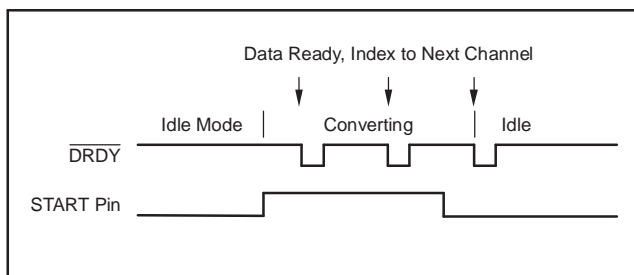 Data Ready, Index to Next Channel
Idle Mode Converting Idle
DRDY
START Pin